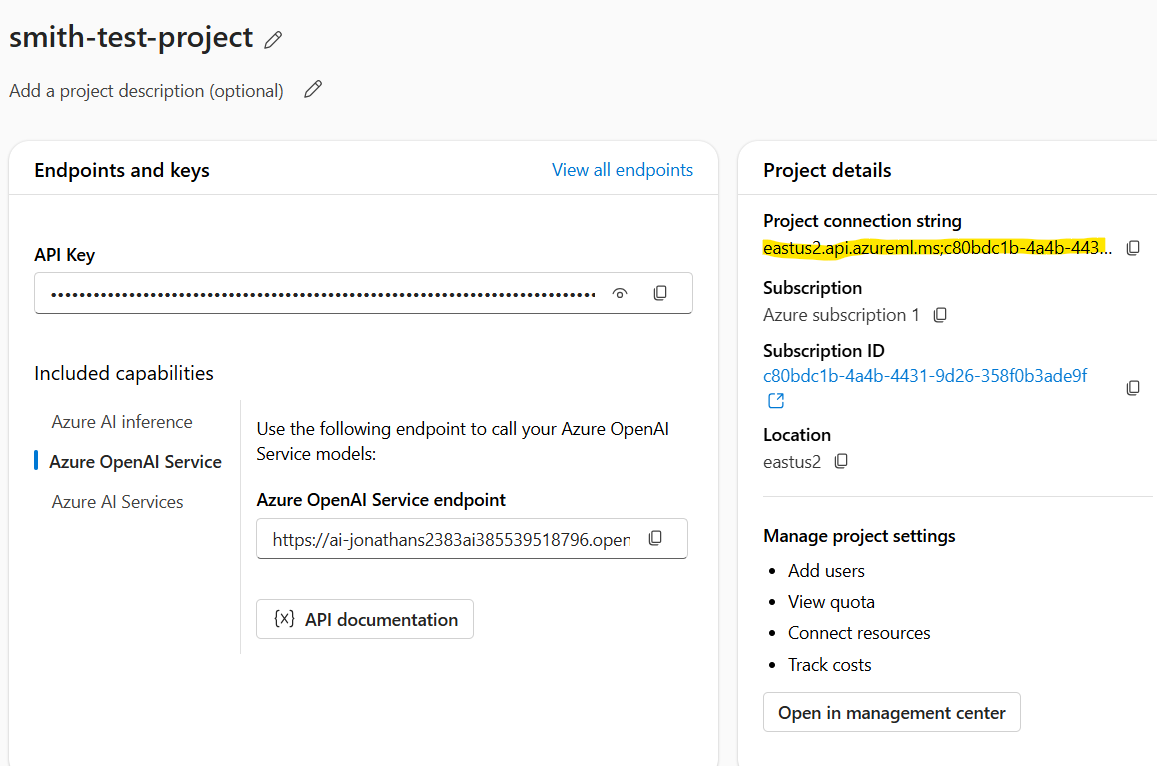 smith-test-project
Add a project description (optional)
Endpoints and keys
View all endpoints
API Key
Included capabilities
Azure AI inference
Azure OpenAI Service
Azure AI Services
Use the following endpoint to call your Azure OpenAI
Service models:
Azure OpenAI Service endpoint
https://ai-jonathans2383ai385539518796.oper
{x} API documentation
Project details
Project connection string
eastus2.api.azureml.ms;c80bdc1b-4a4b-443...
Subscription
Azure subscription 1
Subscription ID
c80bdc1b-4a4b-4431-9d26-358f0b3ade9f
Location
eastus2
Manage project settings
• Add users
• View quota
• Connect resources
• Track costs
Open in management center